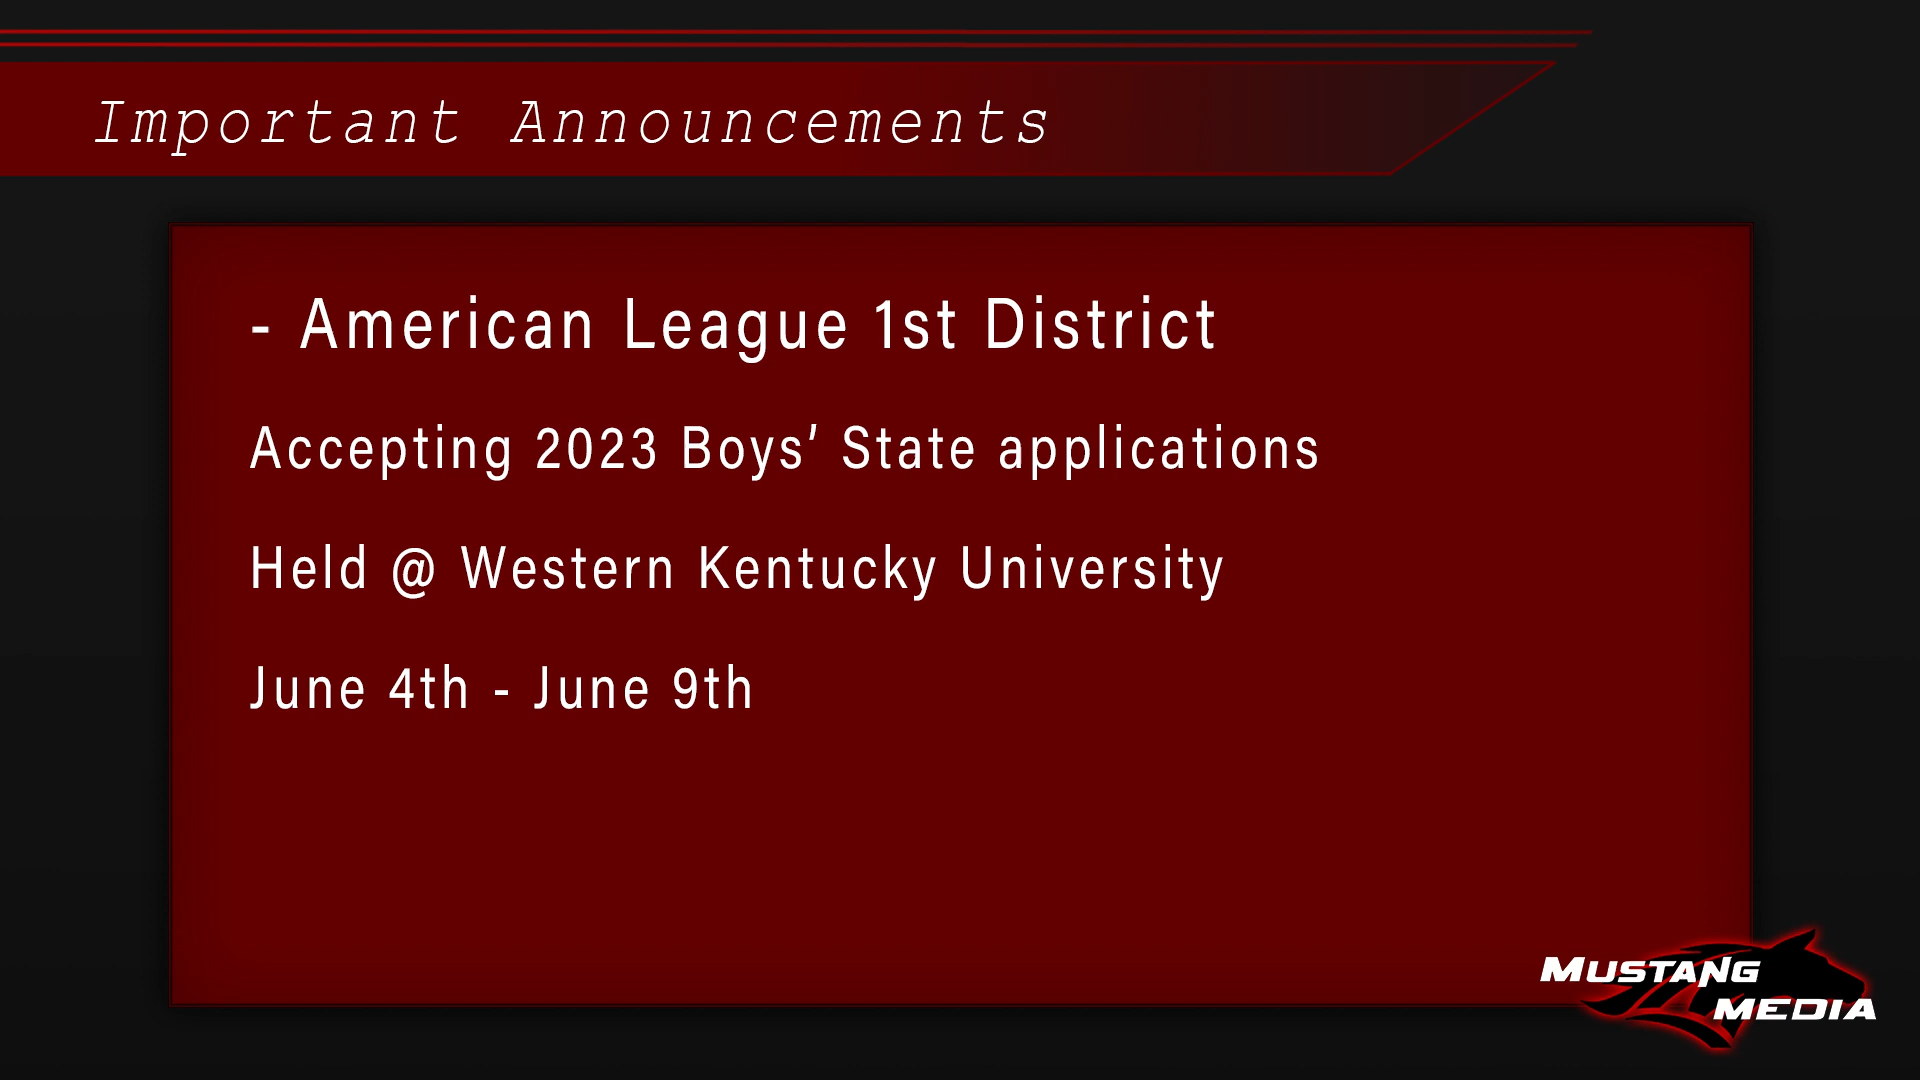 Important Announcements
- American League 1st District
Accepting 2023 Boys’ State applications
Held @ Western Kentucky University
June 4th - June 9th
MUSTANG
MEDIA